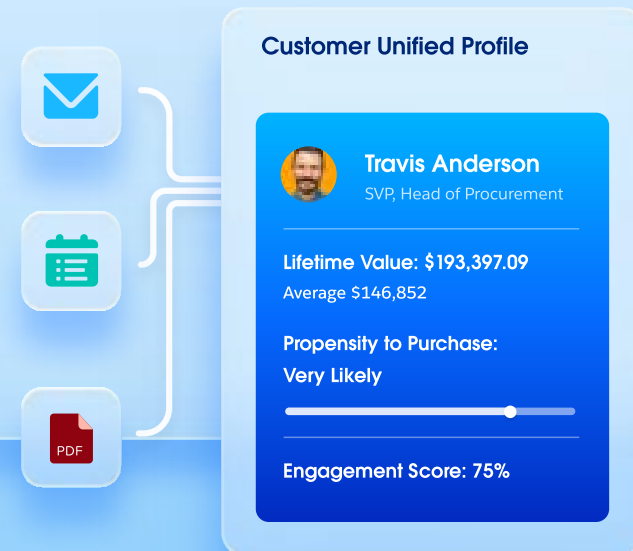 Customer Unified Profile
Travis Anderson
SVP, Head of Procurement
Lifetime Value: $193,397.09
Average $146,852
Propensity to Purchase:
Very Likely
PDF
Engagement Score: 75%